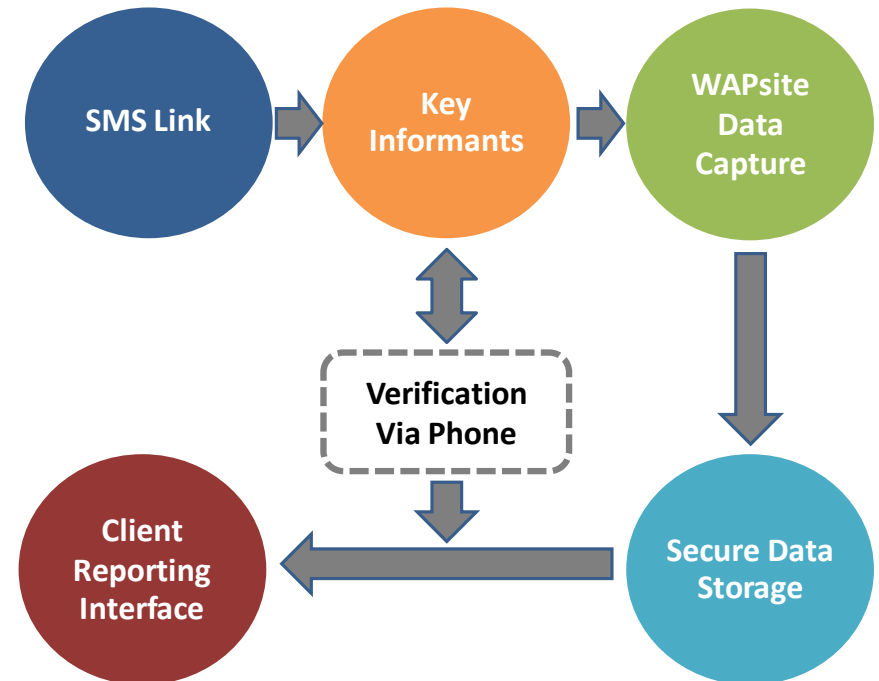 SMS Link
Key
Informants
WAPsite
Data
Capture
Verification
Via Phone
Client
Reporting
Interface
Secure Data
Storage